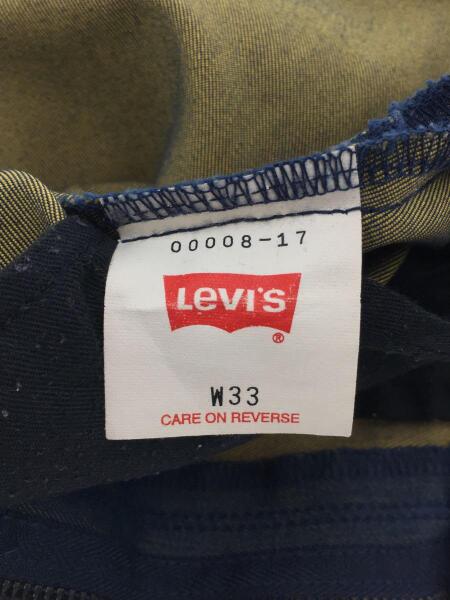 00008-17
Levi's
®
W33
CARE ON REVERSE